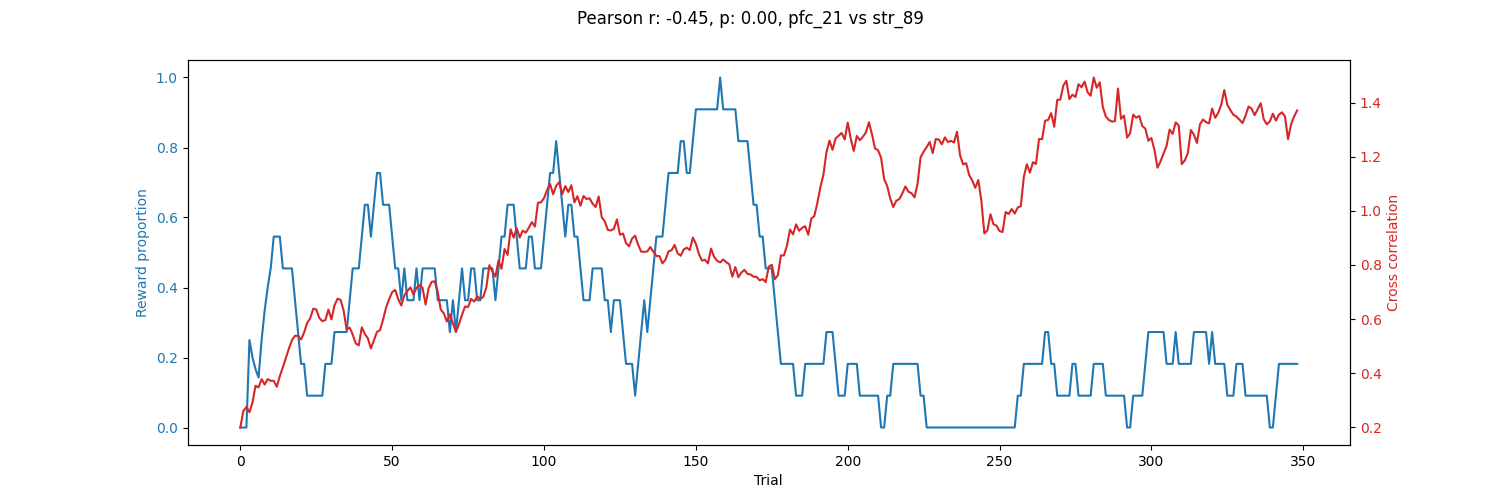 Pearson r: -0.45, p: 0.00, pfc_21 vs str_89
1.0
0.8
0.6
0.4
0.2
0.0
Reward proportion
1.4
1.2
1.0
0.8
0.6
0.4
0.2
Cross correlation
0 50 100 150 200 250 300 350
Trial